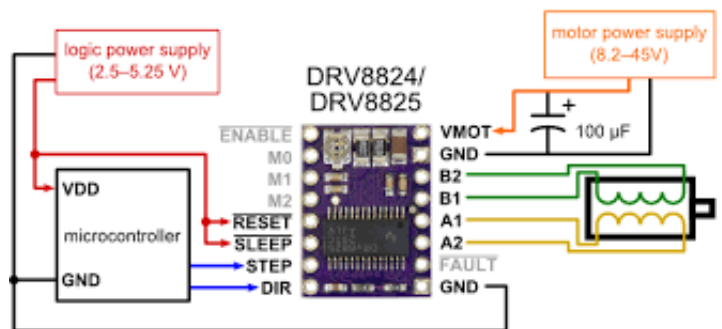 logic power supply
(2.5–5.25 V)
motor power supply
(8.2–45V)
DRV8824/
DRV8825
+
100 µF
ENABLE
M0
M1
M2
RESET
SLEEP
STEP
DIR
VMOT
GND
B2
B1
A1
A2
FAULT
GND
VDD
microcontroller
GND